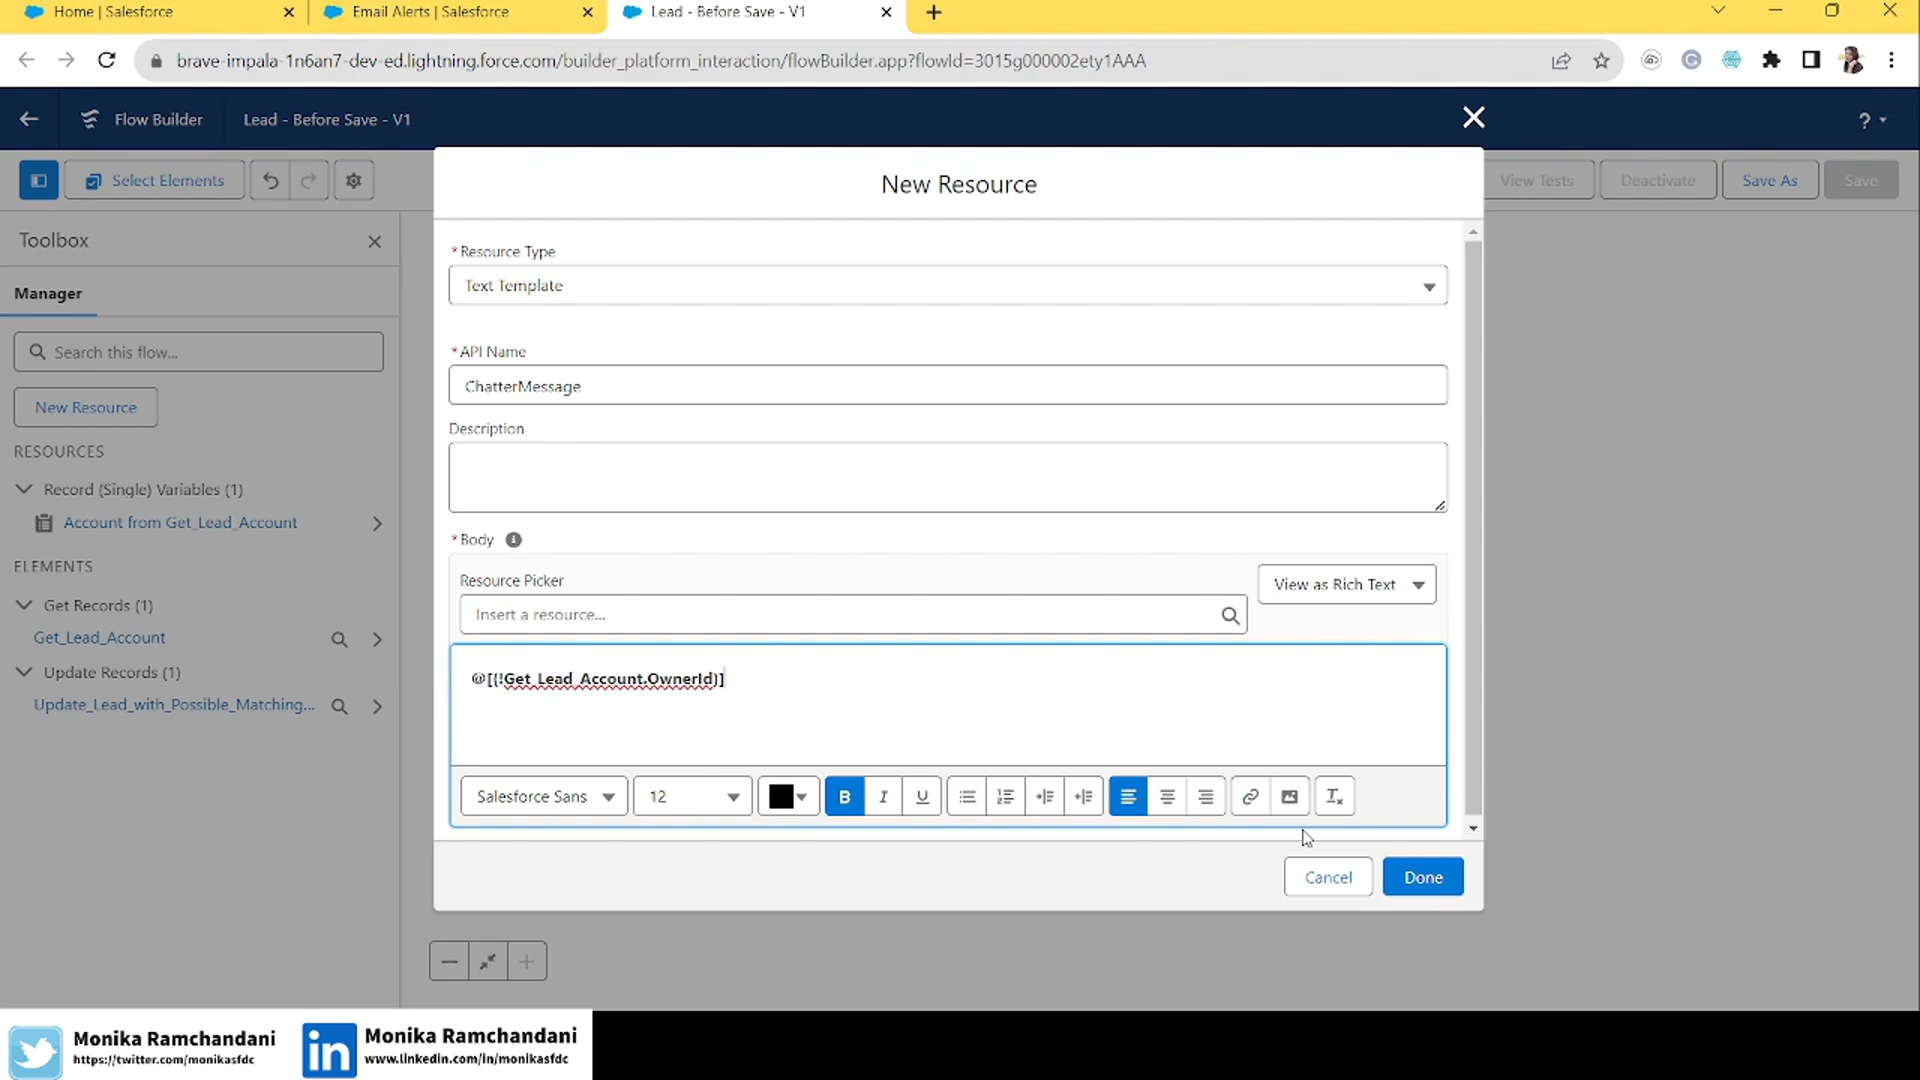 Home | Salesforce
Email Alerts | Salesforce
Lead - Before Save - V1
brave-impala-1n6an7-dev-ed.lightning.force.com/builder_platform_interaction/flowBuilder.app?flowId=3015g000002ety1AAA
Flow Builder
Lead - Before Save - V1
?
Select Elements
View Tests
Deactivate
Save As
Save
New Resource
Toolbox
Manager
Search this flow...
New Resource
RESOURCES
Record (Single) Variables (1)
Account from Get_Lead_Account
ELEMENTS
Get Records (1)
Get_Lead_Account
Update Records (1)
Update_Lead_with_Possible_Matching...
* Resource Type
Text Template
* API Name
ChatterMessage
Description
* Body
Resource Picker
View as Rich Text
Insert a resource...
@[{!Get_Lead_Account.OwnerId}]
Salesforce Sans
12
B
I
U
Cancel
Done
Monika Ramchandani
https://twitter.com/monikasfdc
Monika Ramchandani
www.linkedin.com/in/monikasfdc